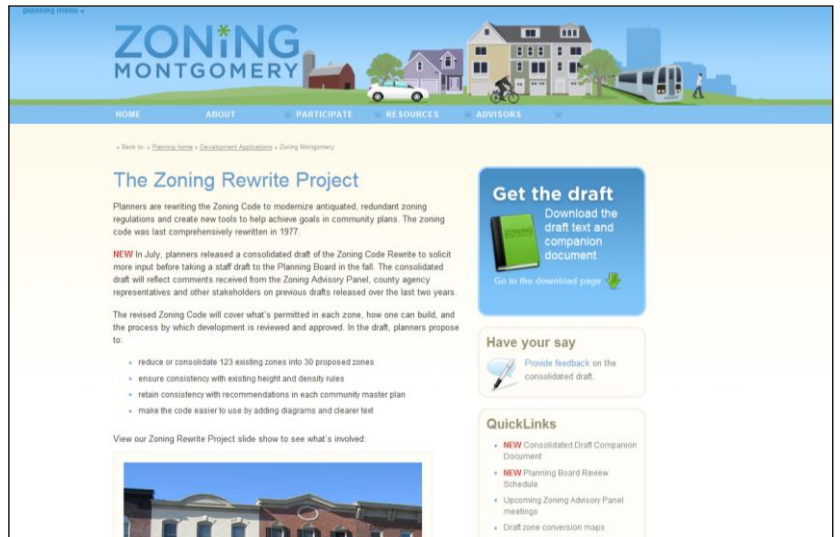 planning menu
ZONING
MONTGOMERY
HOME ABOUT PARTICIPATE RESOURCES ADVISORS
« Back to: « Planning home « Development Applications « Zoning Montgomery
The Zoning Rewrite Project
Planners are rewriting the Zoning Code to modernize antiquated, redundant zoning
regulations and create new tools to help achieve goals in community plans. The zoning
code was last comprehensively rewritten in 1977.
NEW In July, planners released a consolidated draft of the Zoning Code Rewrite to solicit
more input before taking a staff draft to the Planning Board in the fall. The consolidated
draft will reflect comments received from the Zoning Advisory Panel, county agency
representatives and other stakeholders on previous drafts released over the last two years.
The revised Zoning Code will cover what's permitted in each zone, how one can build, and
the process by which development is reviewed and approved. In the draft, planners propose
to:
reduce or consolidate 123 existing zones into 30 proposed zones
ensure consistency with existing height and density rules
retain consistency with recommendations in each community master plan
make the code easier to use by adding diagrams and clearer text
View our Zoning Rewrite Project slide show to see what's involved:
Get the draft
ZONING
Download the
draft text and
companion
document
Go to the download page
Have your say
Provide feedback on the
consolidated draft.
QuickLinks
NEW Consolidated Draft Companion
Document
NEW Planning Board Review
Schedule
Upcoming Zoning Advisory Panel
meetings
Draft zone conversion maps